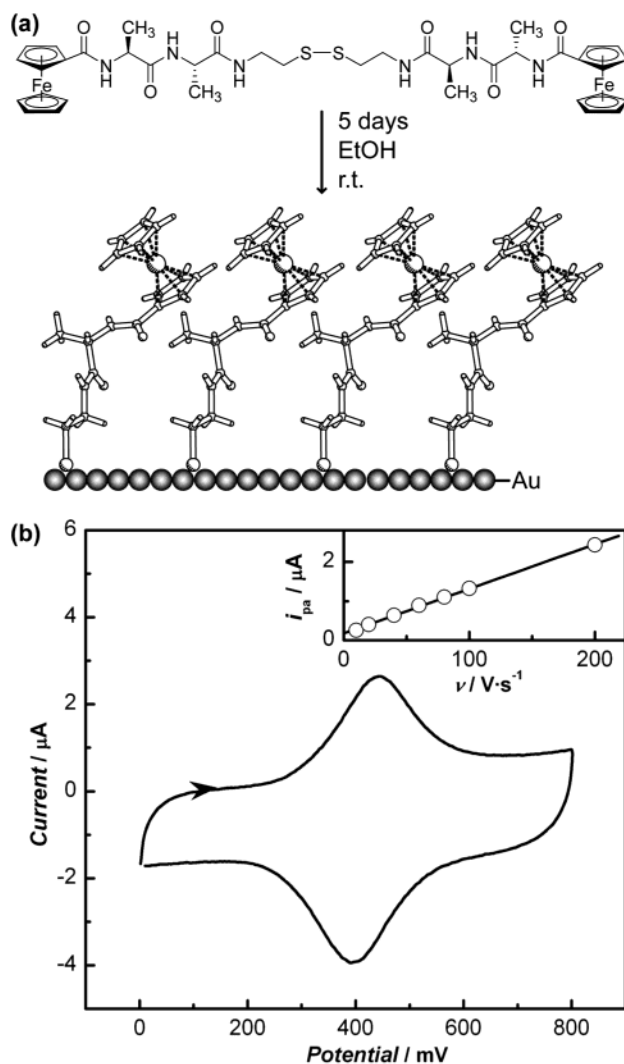 (a)
O CH₃ H N O H N S S N H O CH₃ H N O CH₃ N H O
Fe N H O CH₃ Fe
5 days
EtOH
r.t.
Au
(b)
6
4
2
0
-2
-4
Current / μA
0 200 400 600 800
Potential / mV
2
0
i_pa / μA
0 100 200
ν / V·s⁻¹